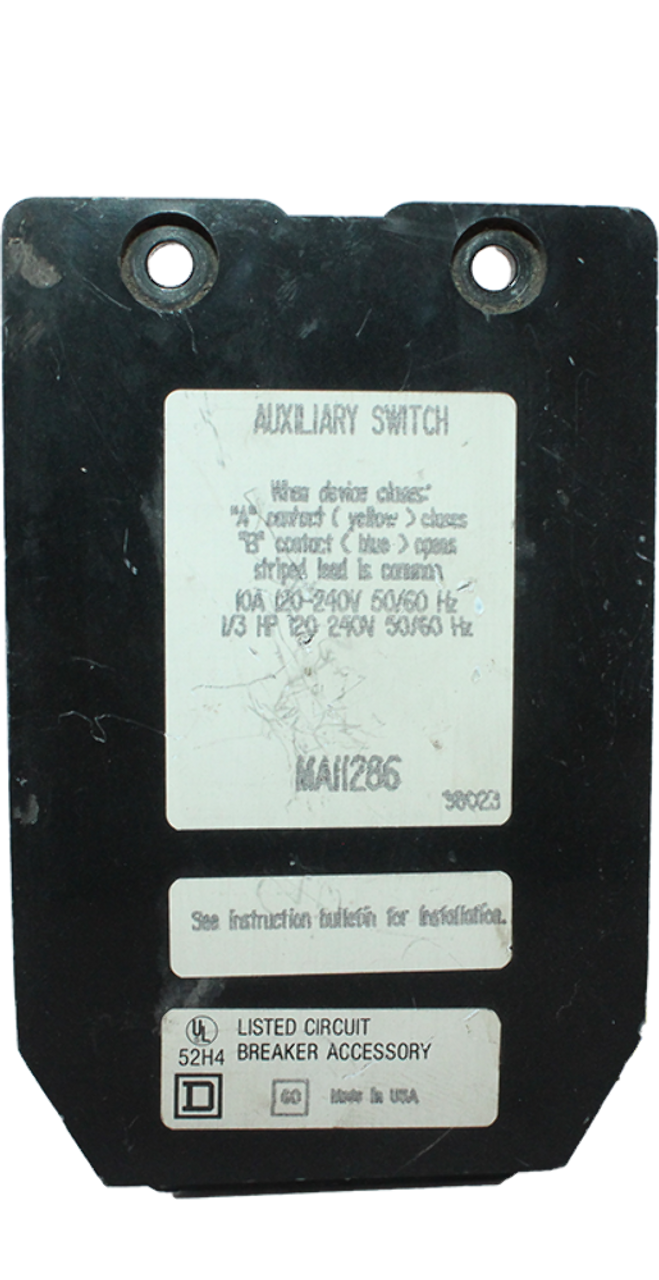 AUXILIARY SWITCH
When device closes:
"A" contact ( yellow ) closes
"B" contact ( blue ) opens
striped lead is common
10A 120-240V 50/60 Hz
1/3 HP 120-240V 50/60 Hz
MA11286
98023
See instruction bulletin for installation.
UL LISTED CIRCUIT
52H4 BREAKER ACCESSORY
D GO Made in USA